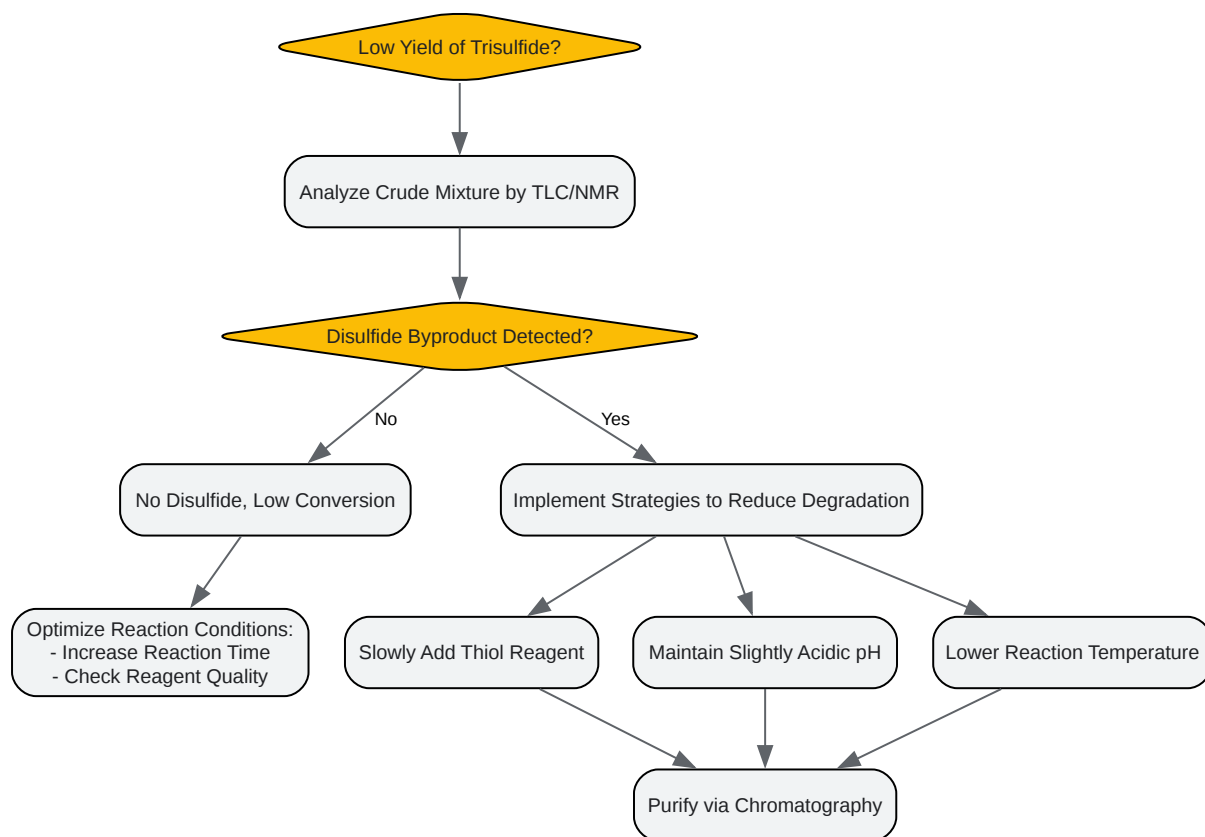 Low Yield of Trisulfide?
Analyze Crude Mixture by TLC/NMR
Disulfide Byproduct Detected?
No
Yes
No Disulfide, Low Conversion
Implement Strategies to Reduce Degradation
Optimize Reaction Conditions:
- Increase Reaction Time
- Check Reagent Quality
Slowly Add Thiol Reagent
Maintain Slightly Acidic pH
Lower Reaction Temperature
Purify via Chromatography